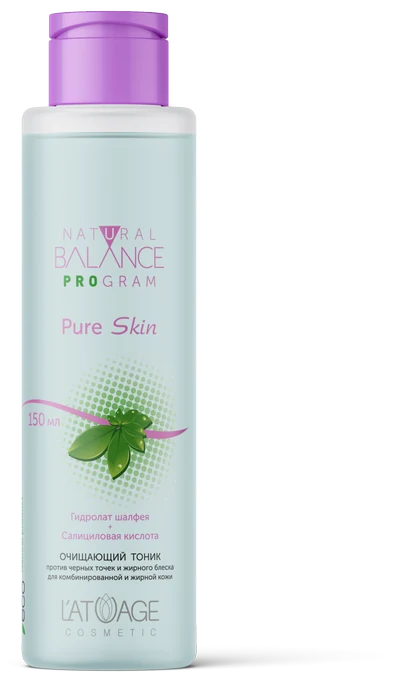 NATURAL
BALANCE
PROGRAM
Pure Skin
150 мл
Гидролат шалфея
+
Салициловая кислота
ОЧИЩАЮЩИЙ ТОНИК
против черных точек и жирного блеска
для комбинированной и жирной кожи
L'ATUAGE
COSMETIC